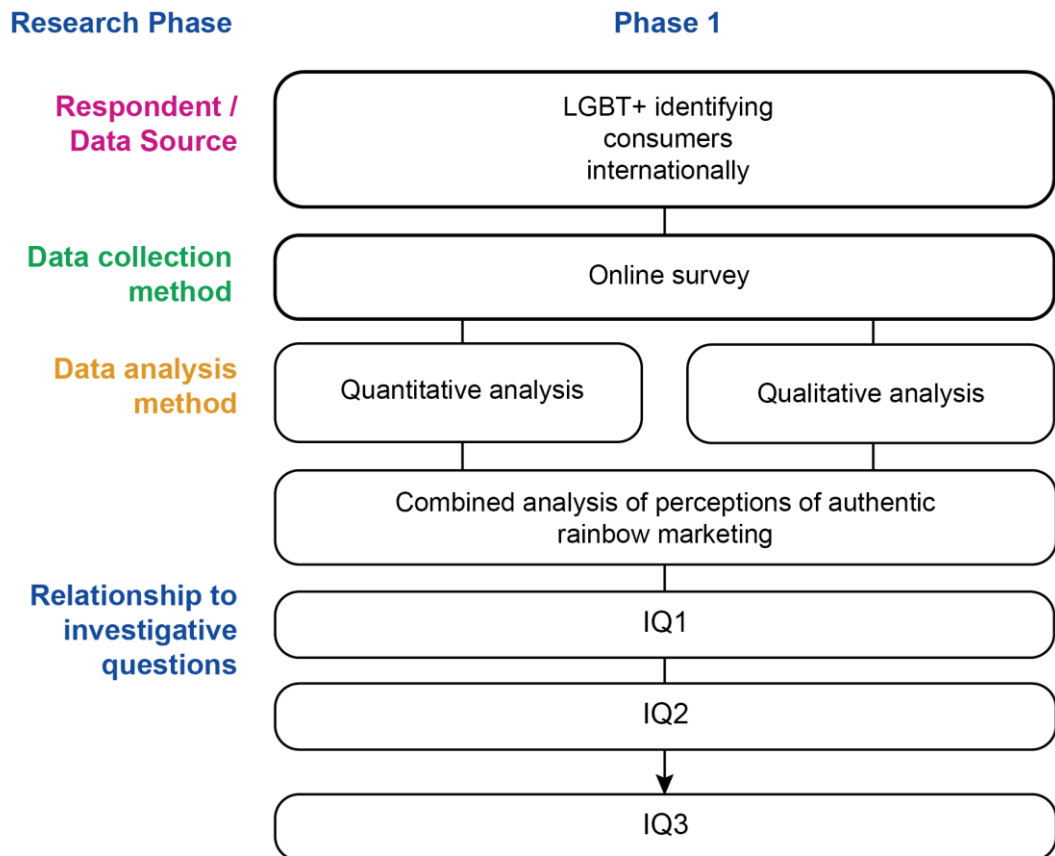 Research Phase
Phase 1
Respondent /
Data Source
LGBT+ identifying
consumers
internationally
Data collection
method
Online survey
Data analysis
method
Quantitative analysis
Qualitative analysis
Combined analysis of perceptions of authentic
rainbow marketing
Relationship to
investigative
questions
IQ1
IQ2
IQ3